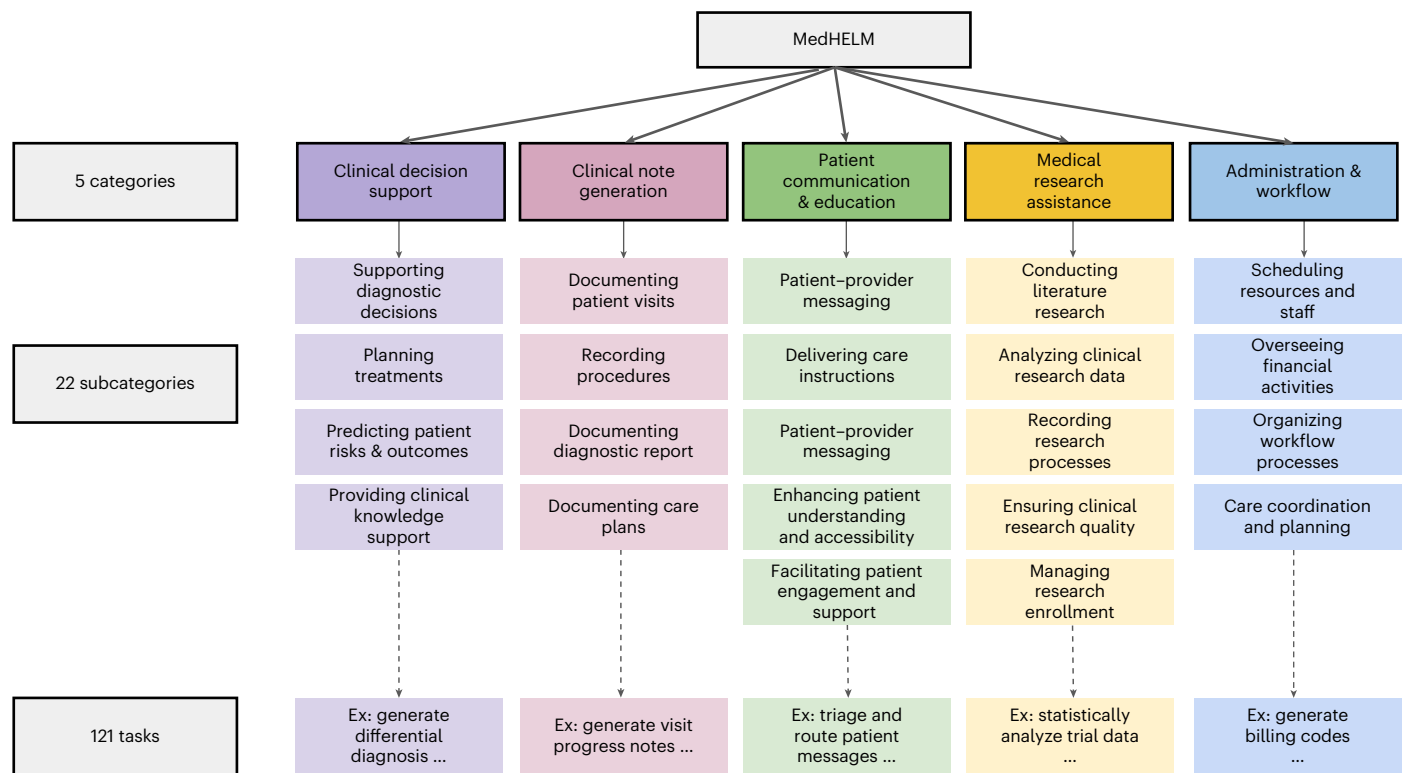 MedHELM
5 categories
Clinical decision
support
Clinical note
generation
Patient
communication
& education
Medical
research
assistance
Administration &
workflow
22 subcategories
Supporting
diagnostic
decisions
Planning
treatments
Predicting patient
risks & outcomes
Providing clinical
knowledge
support
Documenting
patient visits
Recording
procedures
Documenting
diagnostic report
Documenting care
plans
Patient–provider
messaging
Delivering care
instructions
Patient–provider
messaging
Enhancing patient
understanding
and accessibility
Facilitating patient
engagement and
support
Conducting
literature
research
Analyzing clinical
research data
Recording
research
processes
Ensuring clinical
research quality
Managing
research
enrollment
Scheduling
resources and
staff
Overseeing
financial
activities
Organizing
workflow
processes
Care coordination
and planning
121 tasks
Ex: generate
differential
diagnosis ...
Ex: generate visit
progress notes ...
Ex: triage and
route patient
messages ...
Ex: statistically
analyze trial data
...
Ex: generate
billing codes
...